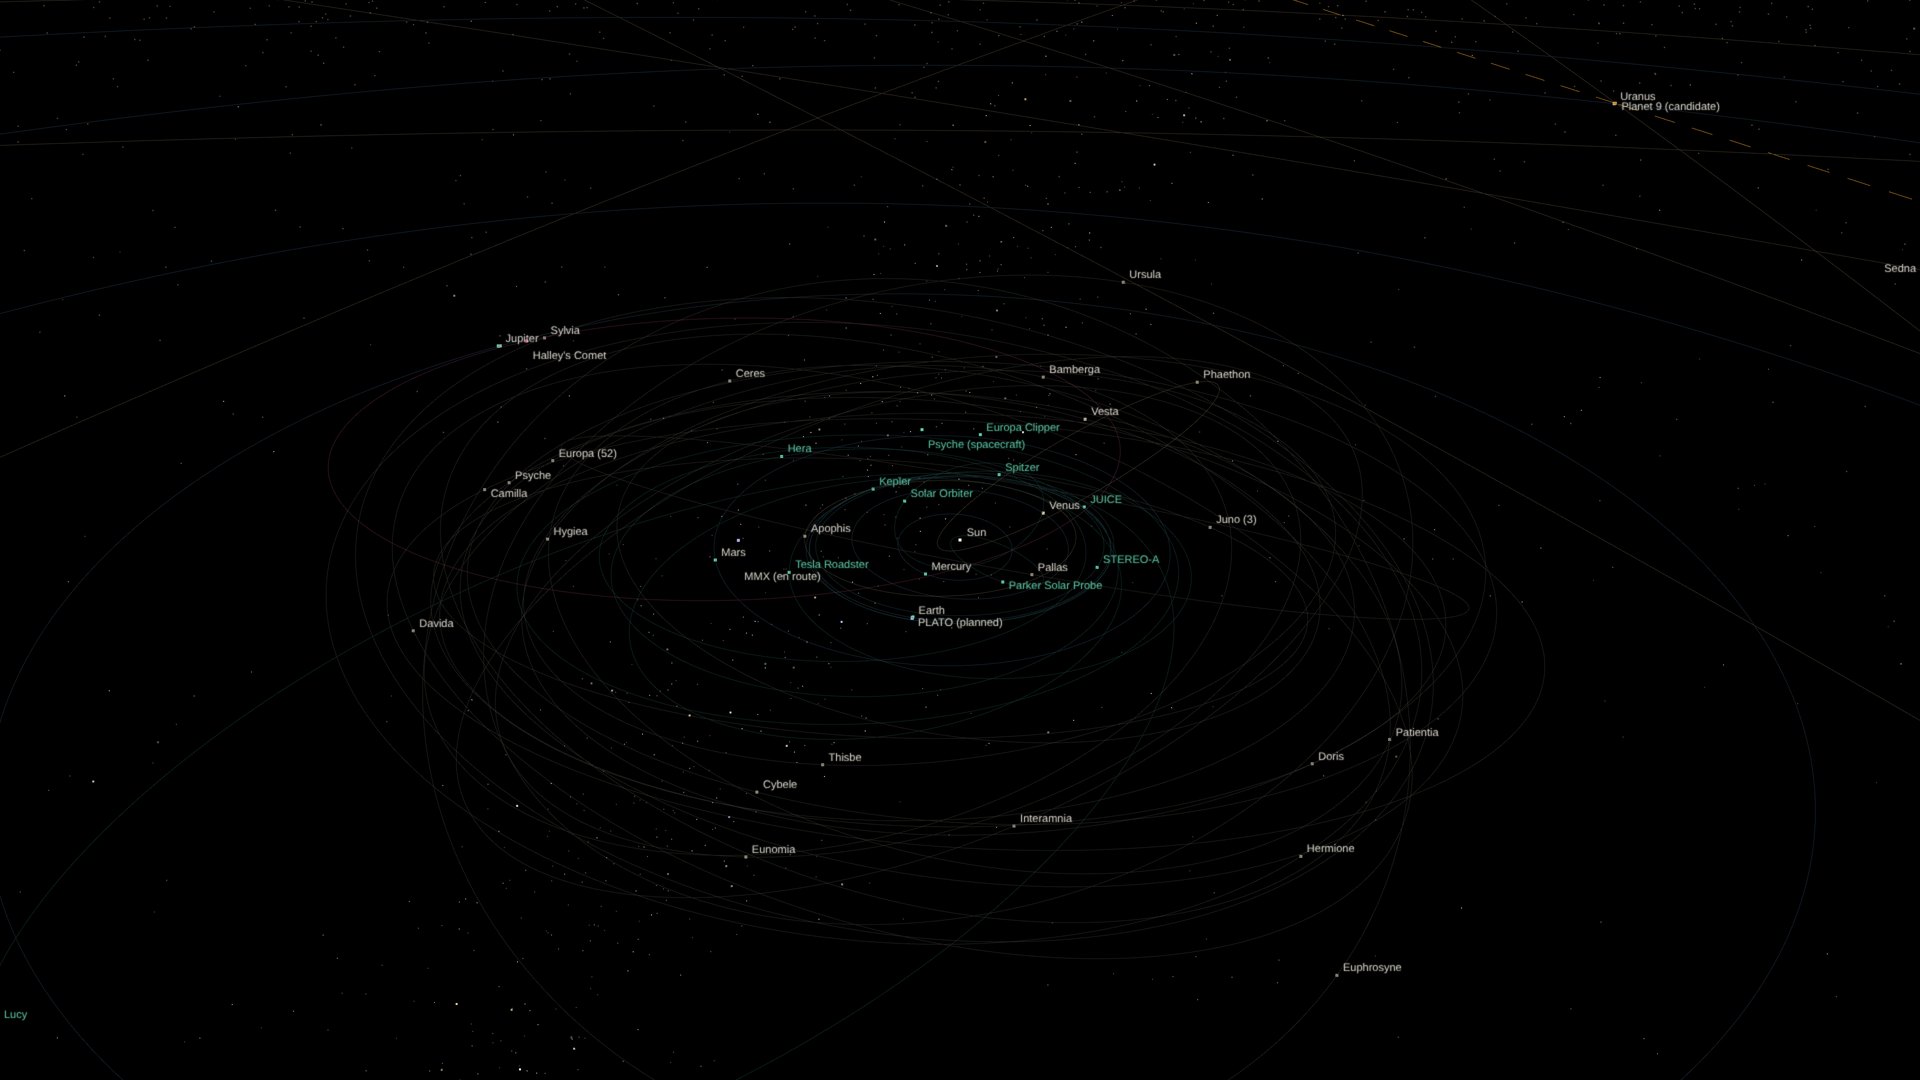 Uranus
Planet 9 (candidate)
Sedna
Ursula
Sylvia
Jupiter
Halley's Comet
Ceres
Bamberga
Phaethon
Vesta
Europa Clipper
Psyche (spacecraft)
Hera
Europa (52)
Spitzer
Psyche
Kepler
Camilla
Solar Orbiter
JUICE
Venus
Juno (3)
Apophis
Hygiea
Sun
Mars
STEREO-A
Tesla Roadster
Mercury
Pallas
MMX (en route)
Parker Solar Probe
Earth
PLATO (planned)
Davida
Patientia
Thisbe
Doris
Cybele
Interamnia
Eunomia
Hermione
Euphrosyne
Lucy